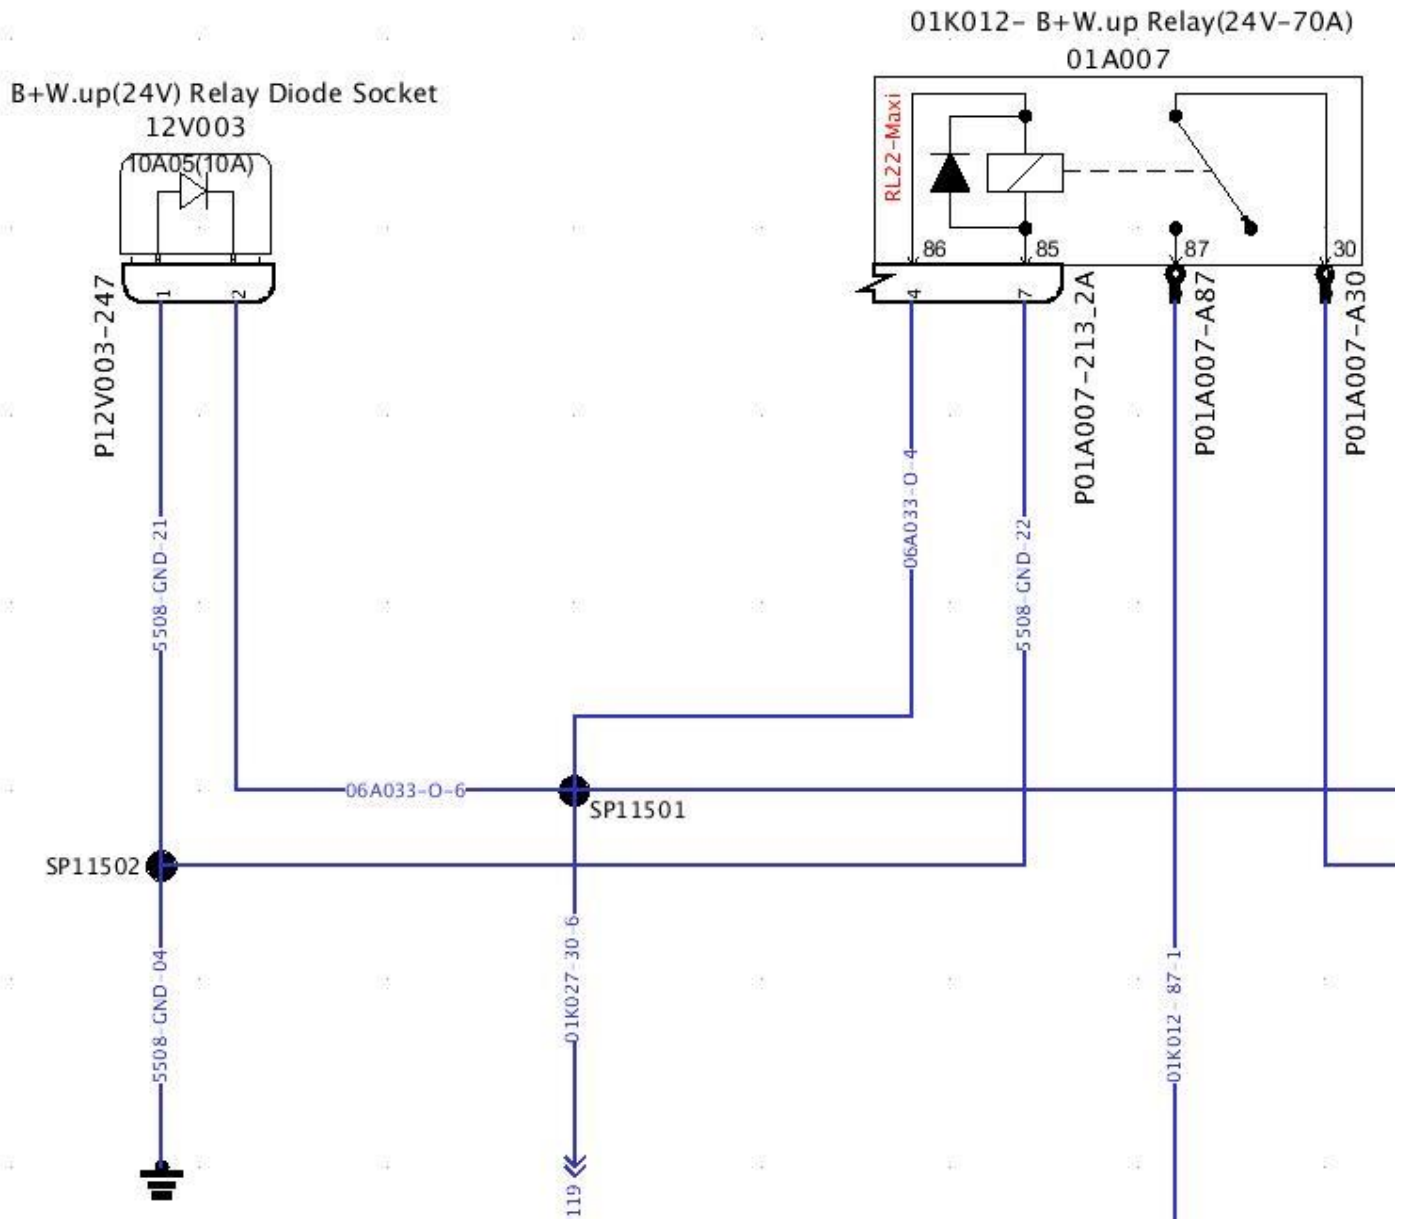 01K012- B+W.up Relay(24V-70A)
01A007
B+W.up(24V) Relay Diode Socket
12V003
10A05(10A)
RL22-Maxi
86
85
87
30
1
2
4
7
P12V003-247
P01A007-213_2A
P01A007-A87
P01A007-A30
06A033-O-4
5508-GND-21
5508-GND-22
06A033-O-6
SP11501
SP11502
01K027-30-6
5508-GND-04
01K012-87-1
119